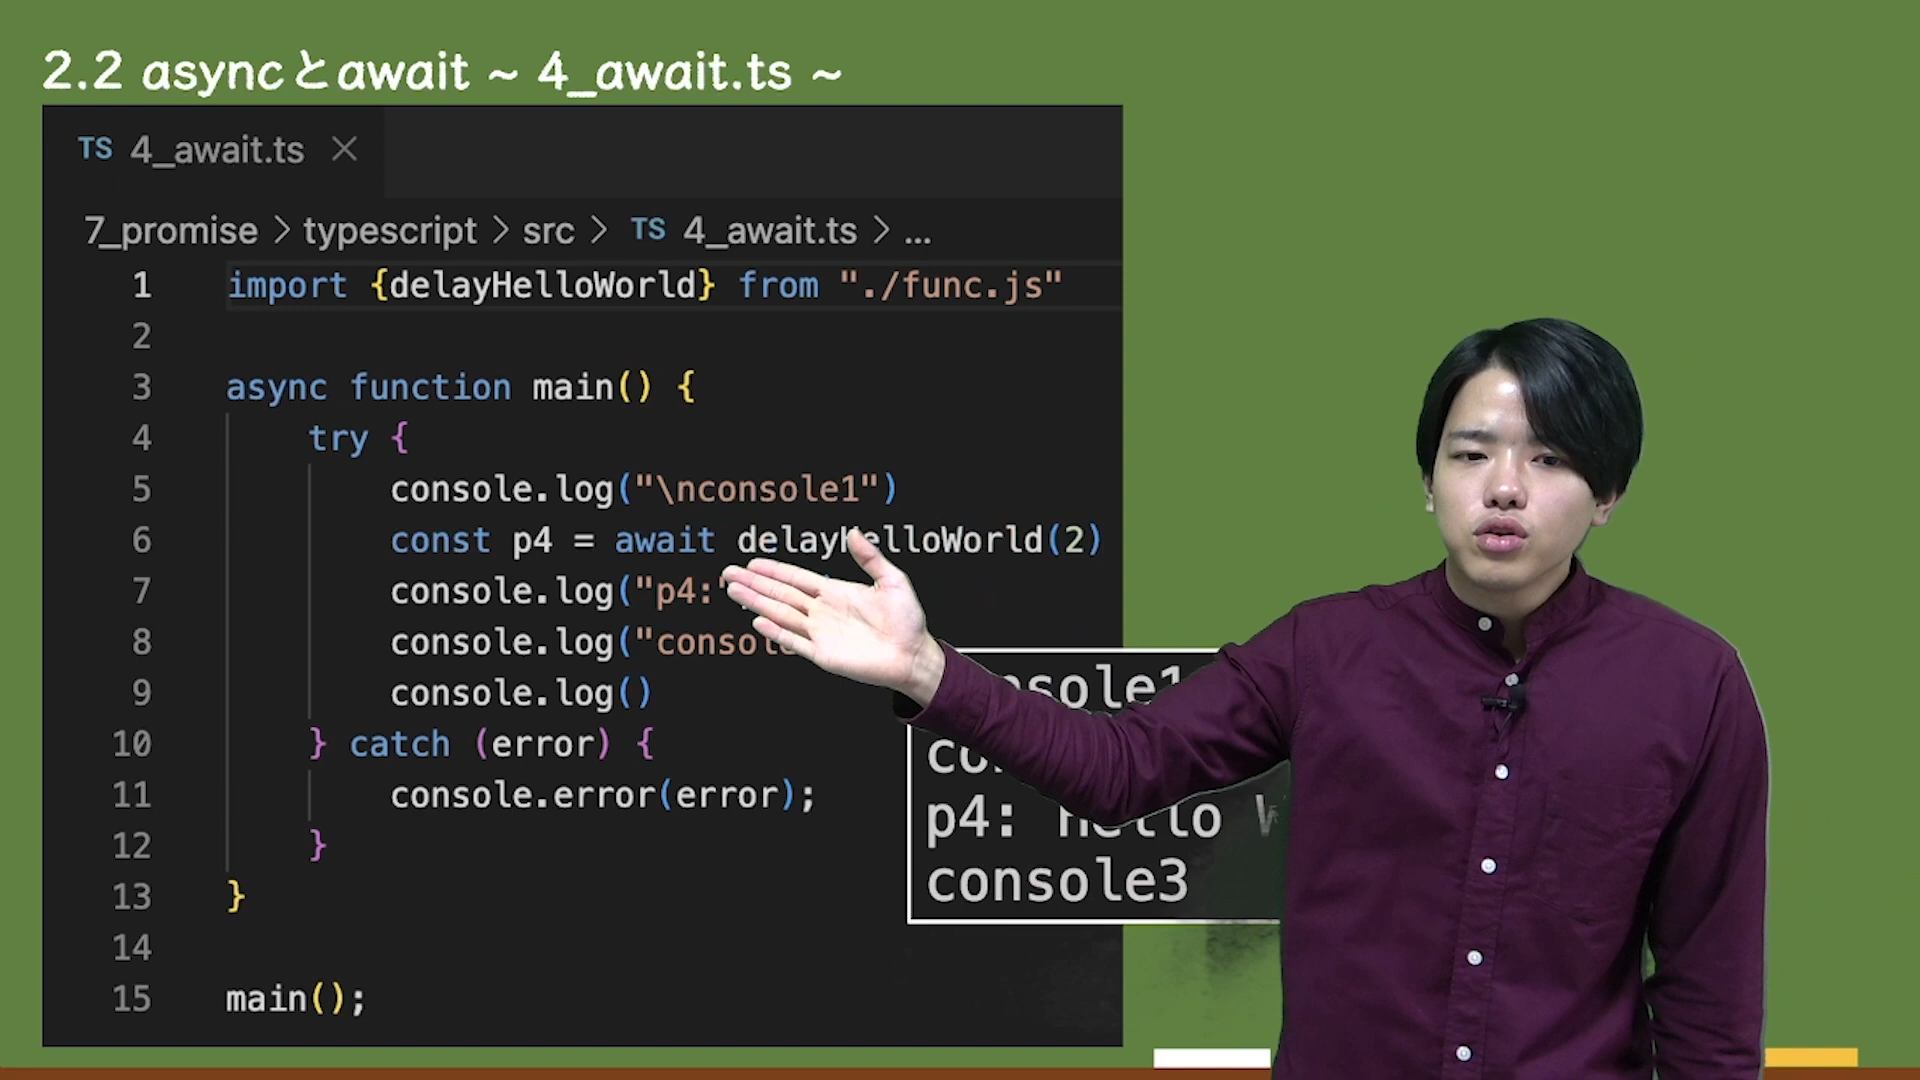 2.2 asyncとawait ~ 4_await.ts ~
TS 4_await.ts ×
7_promise > typescript > src > TS 4_await.ts > ...
1 import {delayHelloWorld} from "./func.js"
2
3 async function main() {
4 try {
5 console.log("\nconsole1")
6 const p4 = await delayHelloWorld(2)
7 console.log("p4:"
8 console.log("
9 console.log()
10 } catch (error) {
11 console.error(error);
12 }
13 }
14
15 main();
p4: hello
console3